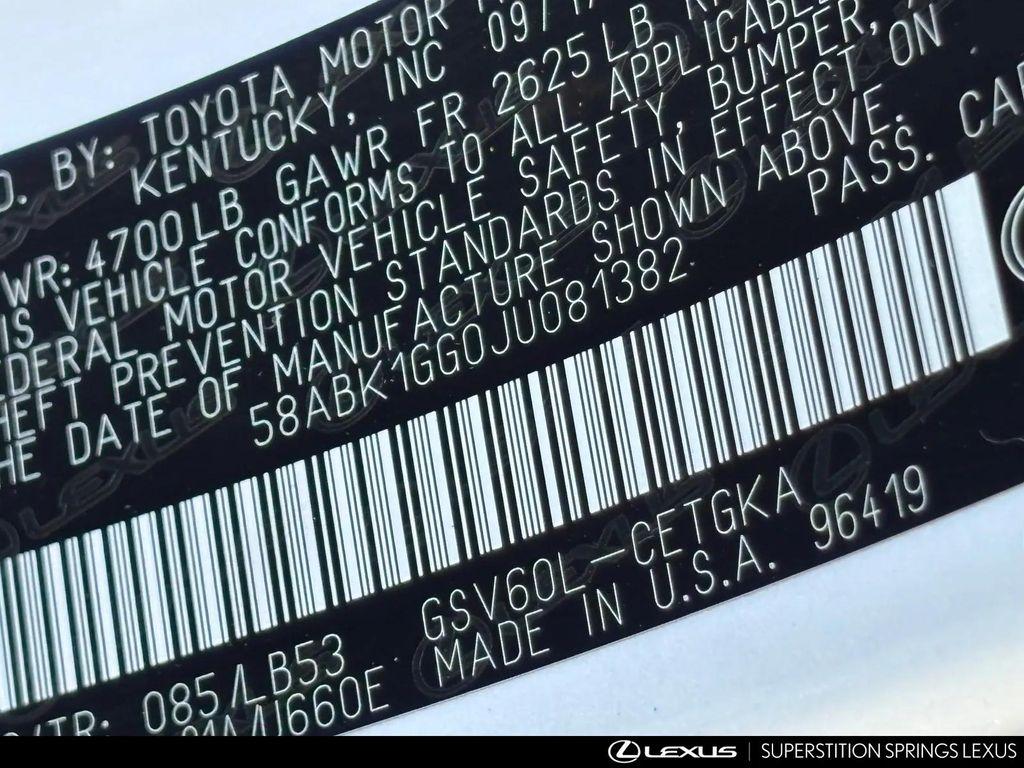 D. BY: TOYOTA MOTOR
KENTUCKY, INC 09/17
WR: 4700LB GAWR FR 2625LB
IS VEHICLE CONFORMS TO ALL APPLICABLE
EDERAL MOTOR VEHICLE SAFETY, BUMPER,
HEFT PREVENTION STANDARDS IN EFFECT ON
HE DATE OF MANUFACTURE SHOWN ABOVE.
58ABK1GG0JU081382 PASS. CAR
GSV60L-CETGKA
085/LB53 MADE IN U.S.A. 96419
LEXUS | SUPERSTITION SPRINGS LEXUS